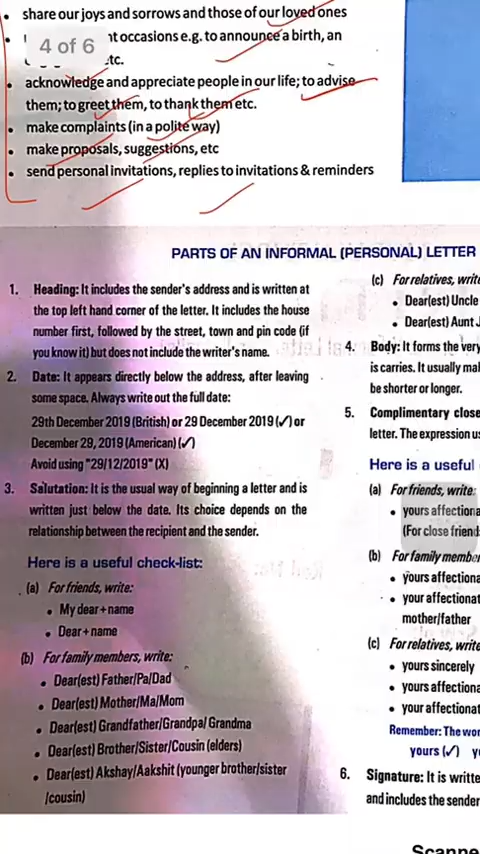 • share our joys and sorrows and those of our loved ones
nt occasions e.g. to announce a birth, an
4 of 6
etc.
• acknowledge and appreciate people in our life; to advise
them; to greet them, to thank them etc.
• make complaints (in a polite way)
• make proposals, suggestions, etc
• send personal invitations, replies to invitations & reminders
PARTS OF AN INFORMAL (PERSONAL) LETTER
1. Heading: It includes the sender's address and is written at
the top left hand corner of the letter. It includes the house
number first, followed by the street, town and pin code (if
you know it) but does not include the writer's name.
2. Date: It appears directly below the address, after leaving
some space. Always write out the full date:
29th December 2019 (British) or 29 December 2019 (✓) or
December 29, 2019 (American) (✓)
Avoid using "29/12/2019" (X)
3. Salutation: It is the usual way of beginning a letter and is
written just below the date. Its choice depends on the
relationship between the recipient and the sender.
Here is a useful check-list:
(a) For friends, write:
• My dear + name
• Dear + name
(b) For family members, write:
• Dear(est) Father/Pa/Dad
• Dear(est) Mother/Ma/Mom
• Dear(est) Grandfather/Grandpa/ Grandma
• Dear(est) Brother/Sister/Cousin (elders)
• Dear(est) Akshay/Aakshit (younger brother/sister
/cousin)
(c) For relatives, write
• Dear(est) Uncle
• Dear(est) Aunt J
4. Body: It forms the very
is carries. It usually mal
be shorter or longer.
5. Complimentary close
letter. The expression us
Here is a useful
(a) For friends, write:
• yours affectiona
(For close friend
(b) For family membe
• yours affectiona
• your affectionat
mother/father
(c) For relatives, write
• yours sincerely
• yours affectiona
• your affectionat
Remember: The wor
yours (✓) y
6. Signature: It is writte
and includes the sender
Scanne